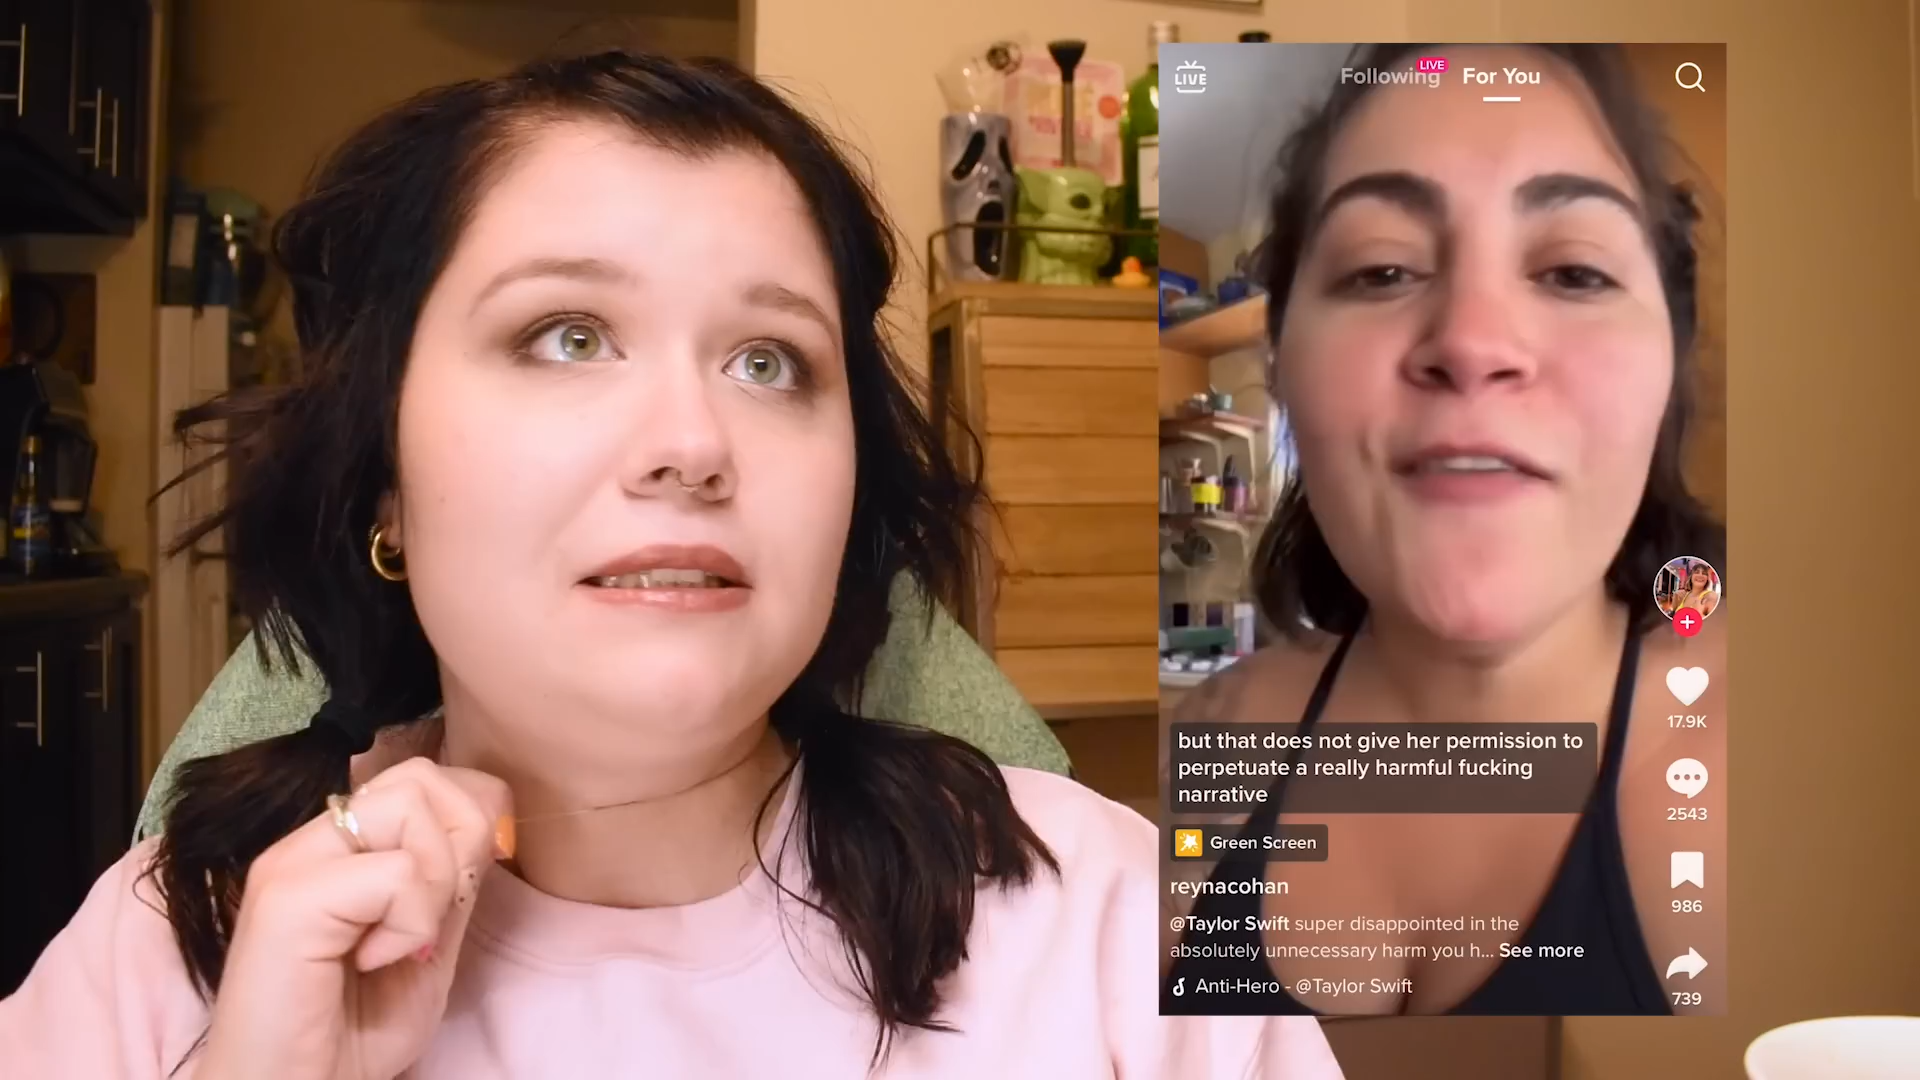 LIVE
Following LIVE For You
17.9K
but that does not give her permission to
perpetuate a really harmful fucking
narrative
2543
Green Screen
reynacohan
986
@Taylor Swift super disappointed in the
absolutely unnecessary harm you h... See more
Anti-Hero - @Taylor Swift
739